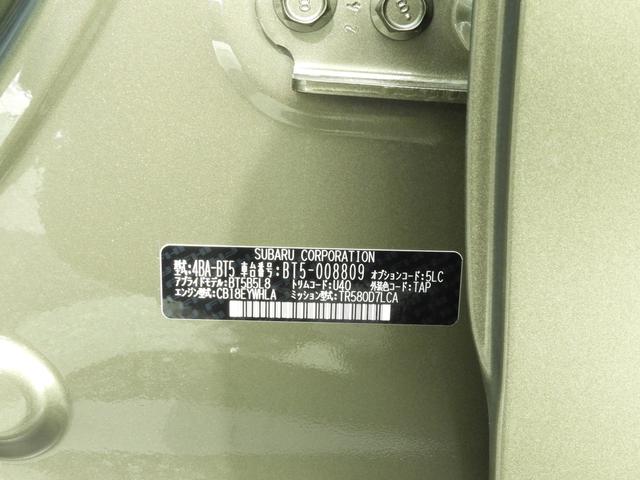 SUBARU CORPORATION
型式:4BA-BT5 車台番号:BT5-008809 オプションコード:5LC
アプライドモデル:BT5B5L8 トリムコード:U40 外装色コード:TAP
エンジン型式:CB18EYWHLA ミッション型式:TR580D7LCA